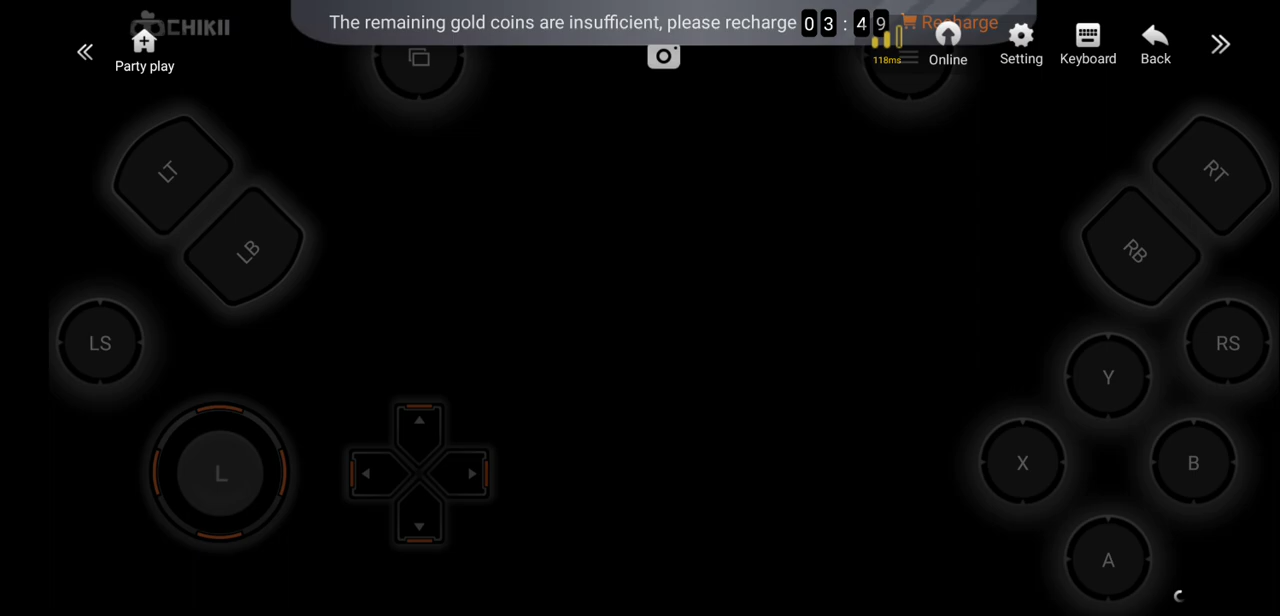 CHIKII
The remaining gold coins are insufficient, please recharge 03:49 Recharge
Party play
118ms
Online
Setting
Keyboard
Back
LT
RT
LB
RB
LS
RS
Y
L
X
B
A